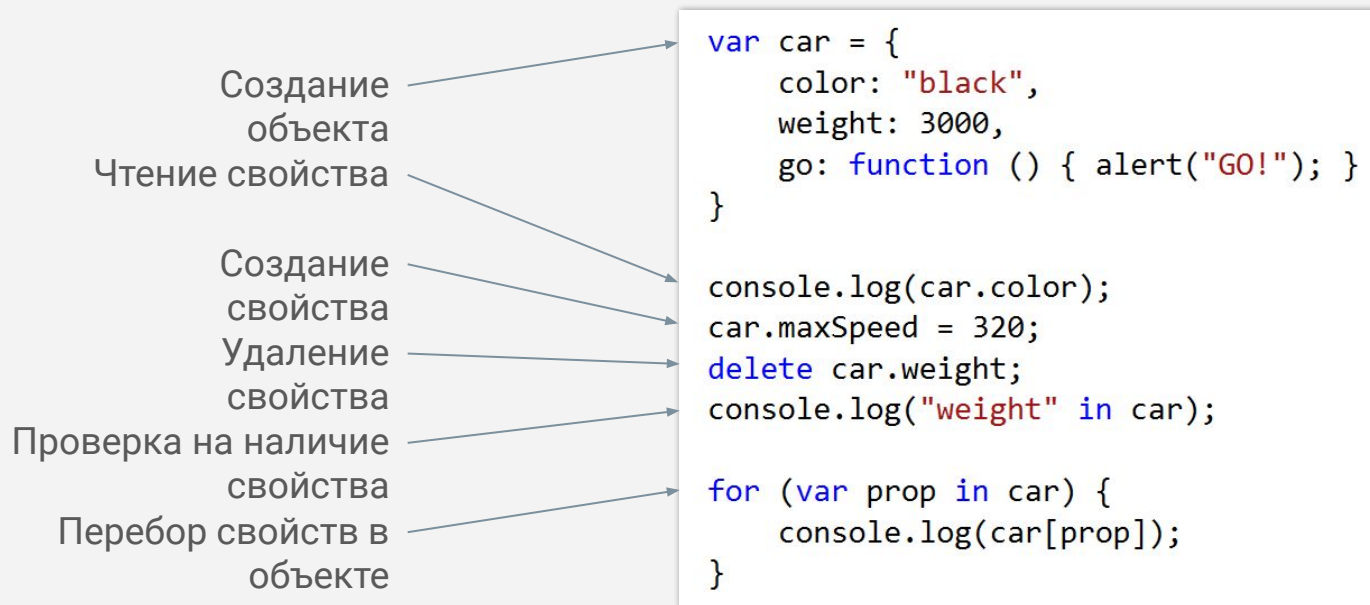 Создание
объекта
Чтение свойства
Создание
свойства
Удаление
свойства
Проверка на наличие
свойства
Перебор свойств в
объекте
var car = {
    color: "black",
    weight: 3000,
    go: function () { alert("GO!"); }
}
console.log(car.color);
car.maxSpeed = 320;
delete car.weight;
console.log("weight" in car);
for (var prop in car) {
    console.log(car[prop]);
}